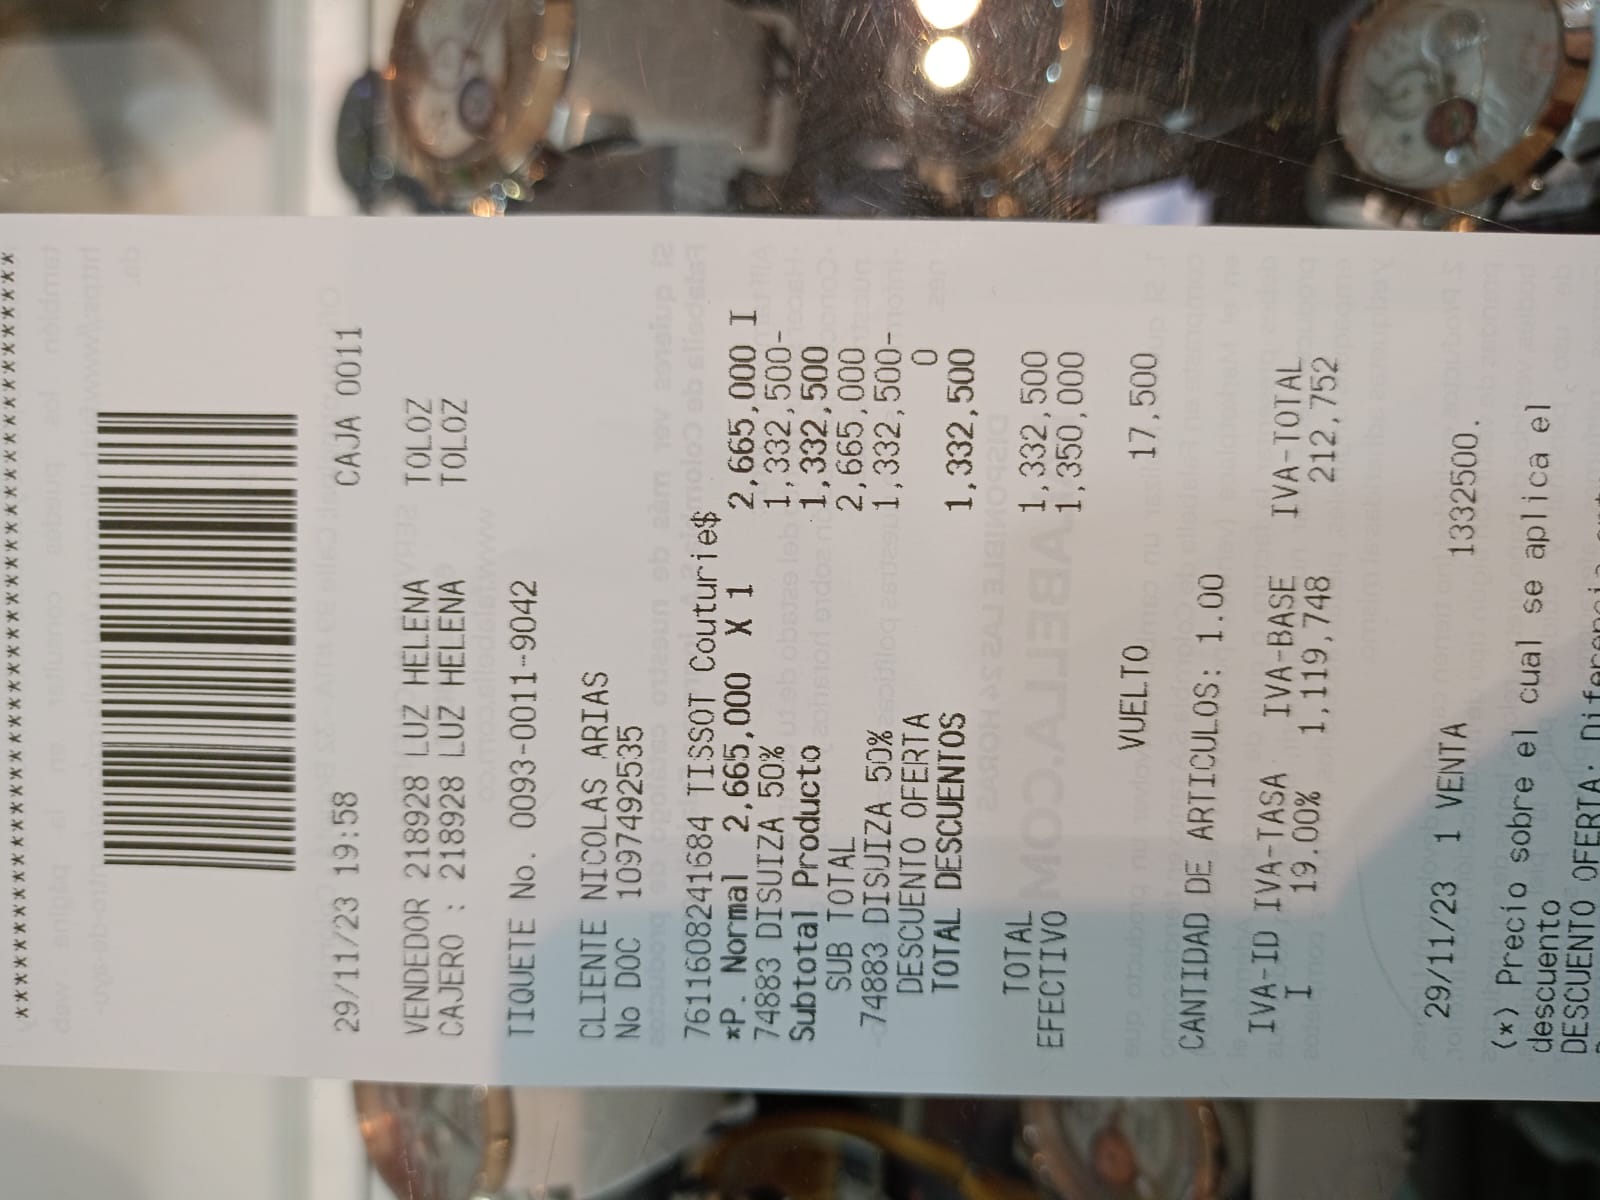 ****************************************
29/11/23 19:58 CAJA 0011
VENDEDOR 218928 LUZ HELENA TOLOZ
CAJERO : 218928 LUZ HELENA TOLOZ
TIQUETE No. 0093-0011-9042
CLIENTE NICOLAS ARIAS
No DOC 1097492535
7611608241684 TISSOT Couturie$
*P. Normal 2,665,000 X 1 2,665,000 I
74883 DISUIZA 50% 1,332,500-
Subtotal Producto 1,332,500
SUB TOTAL 2,665,000
74883 DISUIZA 50% 1,332,500-
DESCUENTO OFERTA 0
TOTAL DESCUENTOS 1,332,500
TOTAL 1,332,500
EFECTIVO 1,350,000
VUELTO 17,500
CANTIDAD DE ARTICULOS: 1.00
IVA-ID IVA-TASA IVA-BASE IVA-TOTAL
I 19.00% 1,119,748 212,752
29/11/23 1 VENTA 1332500.
(*) Precio sobre el cual se aplica el
descuento
DESCUENTO OFERTA: Diferencia